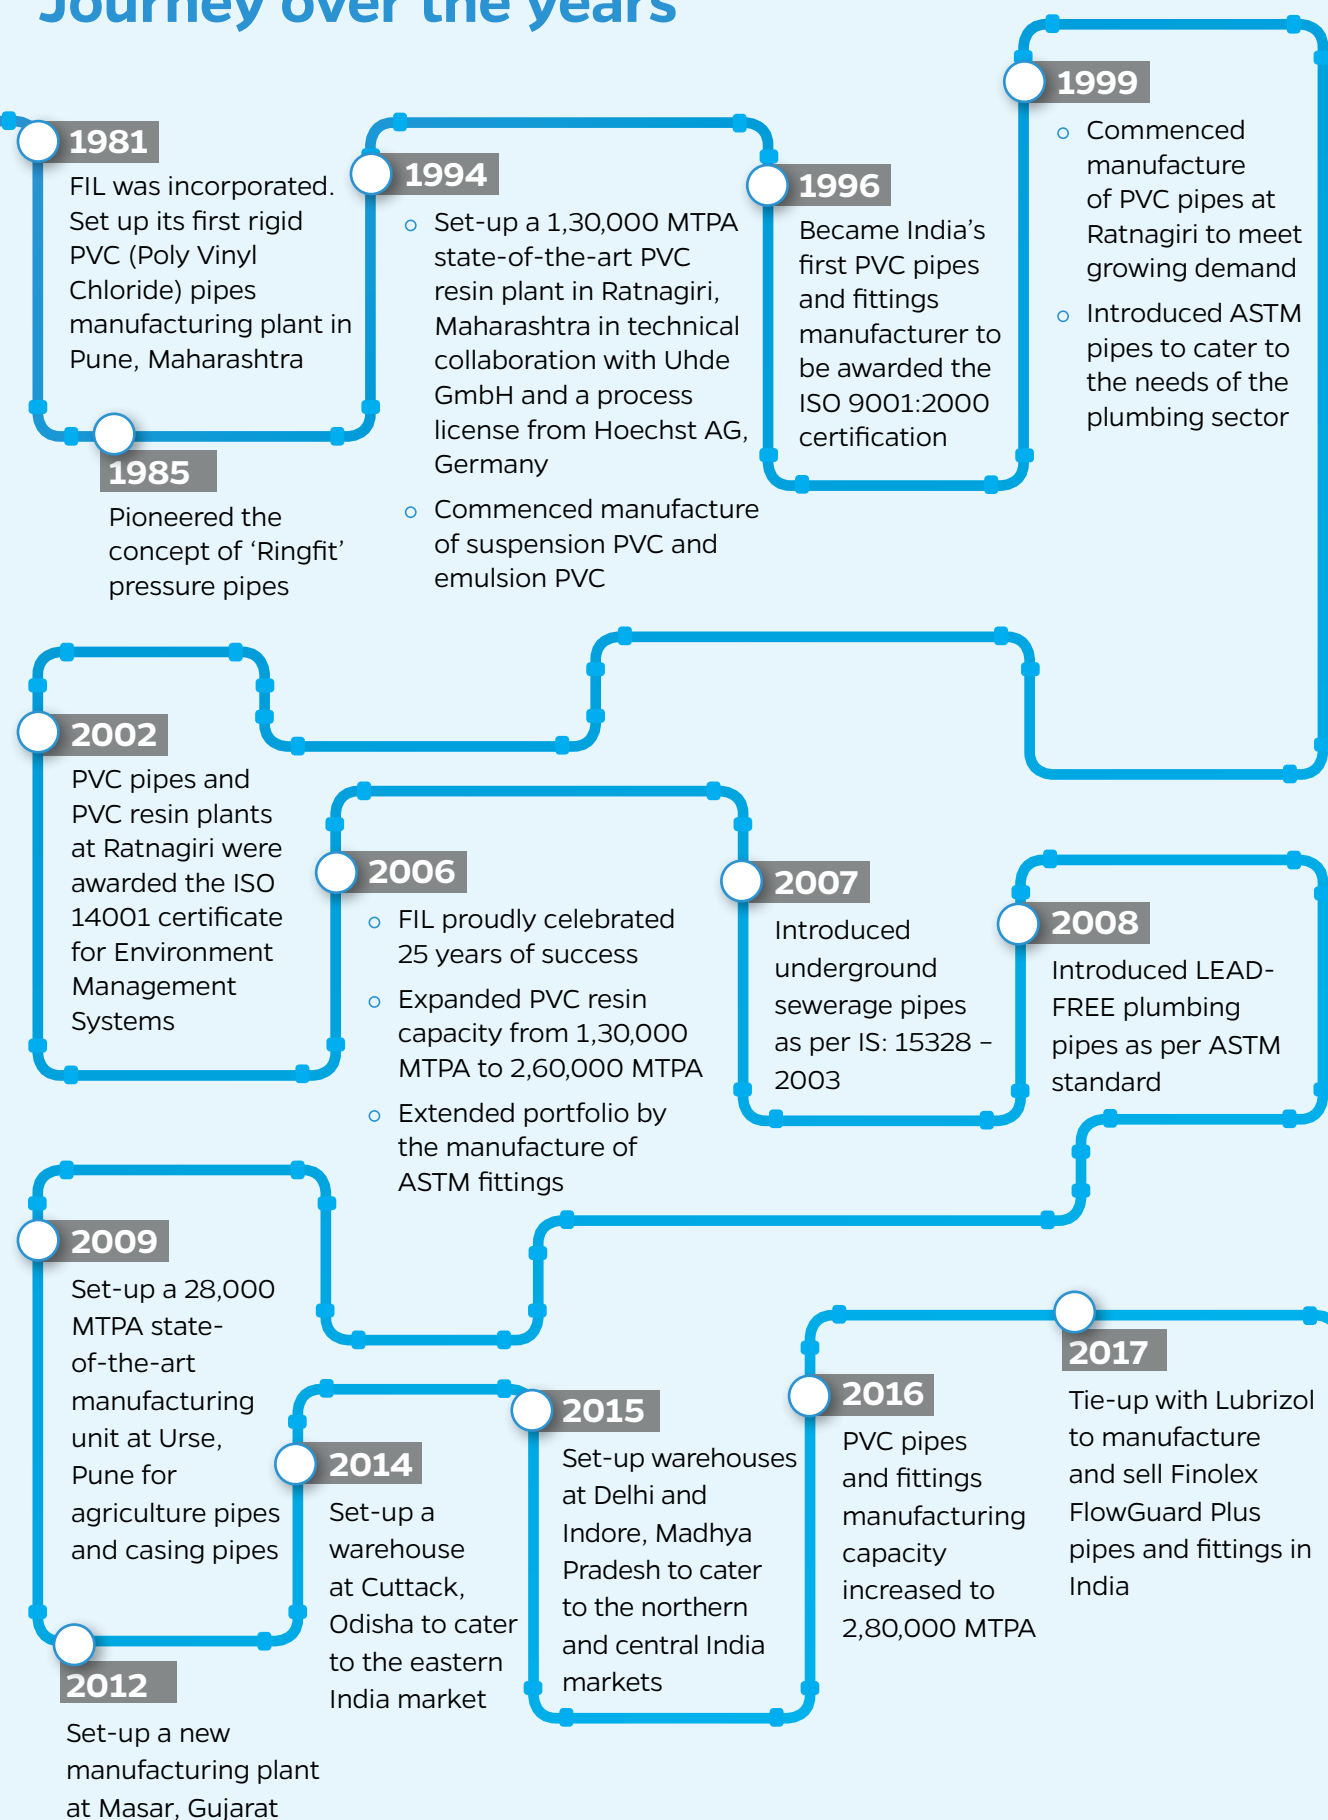 Journey over the years
1981
FIL was incorporated.
Set up its first rigid
PVC (Poly Vinyl
Chloride) pipes
manufacturing plant in
Pune, Maharashtra
1985
Pioneered the
concept of ‘Ringfit’
pressure pipes
1994
Set-up a 1,30,000 MTPA
state-of-the-art PVC
resin plant in Ratnagiri,
Maharashtra in technical
collaboration with Uhde
GmbH and a process
license from Hoechst AG,
Germany
Commenced manufacture
of suspension PVC and
emulsion PVC
1996
Became India’s
first PVC pipes
and fittings
manufacturer to
be awarded the
ISO 9001:2000
certification
1999
Commenced
manufacture
of PVC pipes at
Ratnagiri to meet
growing demand
Introduced ASTM
pipes to cater to
the needs of the
plumbing sector
2002
PVC pipes and
PVC resin plants
at Ratnagiri were
awarded the ISO
14001 certificate
for Environment
Management
Systems
2006
FIL proudly celebrated
25 years of success
Expanded PVC resin
capacity from 1,30,000
MTPA to 2,60,000 MTPA
Extended portfolio by
the manufacture of
ASTM fittings
2007
Introduced
underground
sewerage pipes
as per IS: 15328 –
2003
2008
Introduced LEAD-
FREE plumbing
pipes as per ASTM
standard
2009
Set-up a 28,000
MTPA state-
of-the-art
manufacturing
unit at Urse,
Pune for
agriculture pipes
and casing pipes
2012
Set-up a new
manufacturing plant
at Masar, Gujarat
2014
Set-up a
warehouse
at Cuttack,
Odisha to cater
to the eastern
India market
2015
Set-up warehouses
at Delhi and
Indore, Madhya
Pradesh to cater
to the northern
and central India
markets
2016
PVC pipes
and fittings
manufacturing
capacity
increased to
2,80,000 MTPA
2017
Tie-up with Lubrizol
to manufacture
and sell Finolex
FlowGuard Plus
pipes and fittings in
India